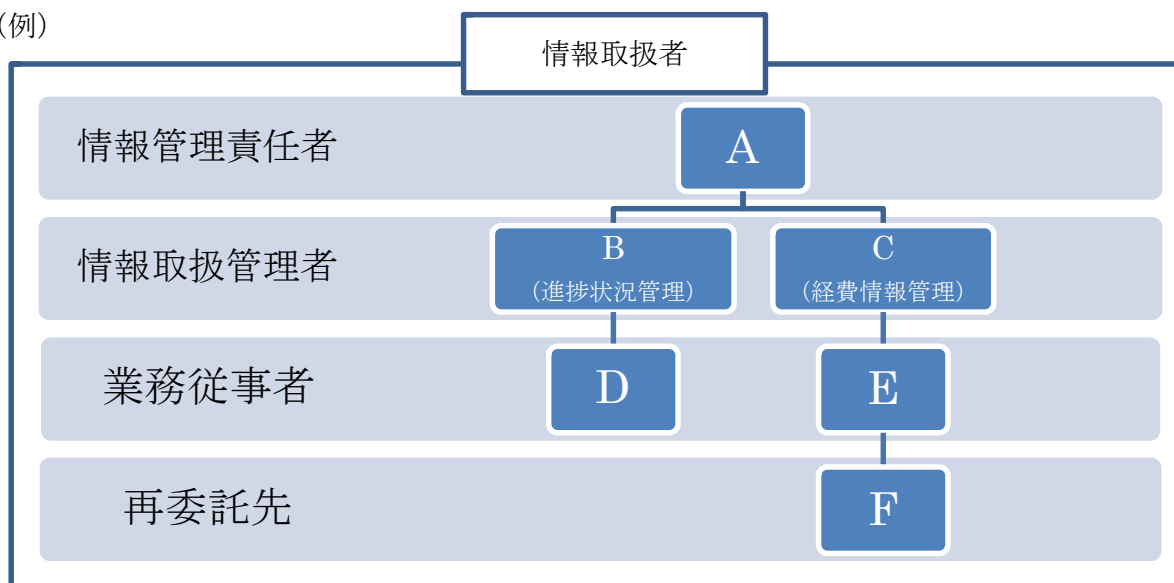 (例)
情報取扱者
情報管理責任者
A
情報取扱管理者
B
(進捗状況管理)
C
(経費情報管理)
業務従事者
D
E
再委託先
F